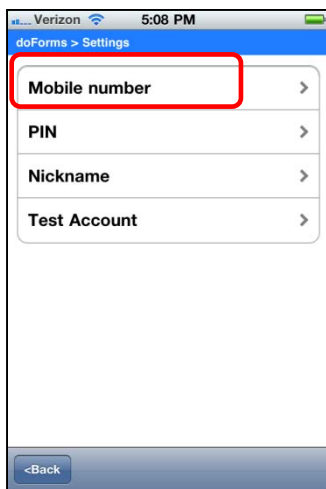 .... Verizon 5:08 PM
doForms > Settings
Mobile number >
PIN >
Nickname >
Test Account >
<Back